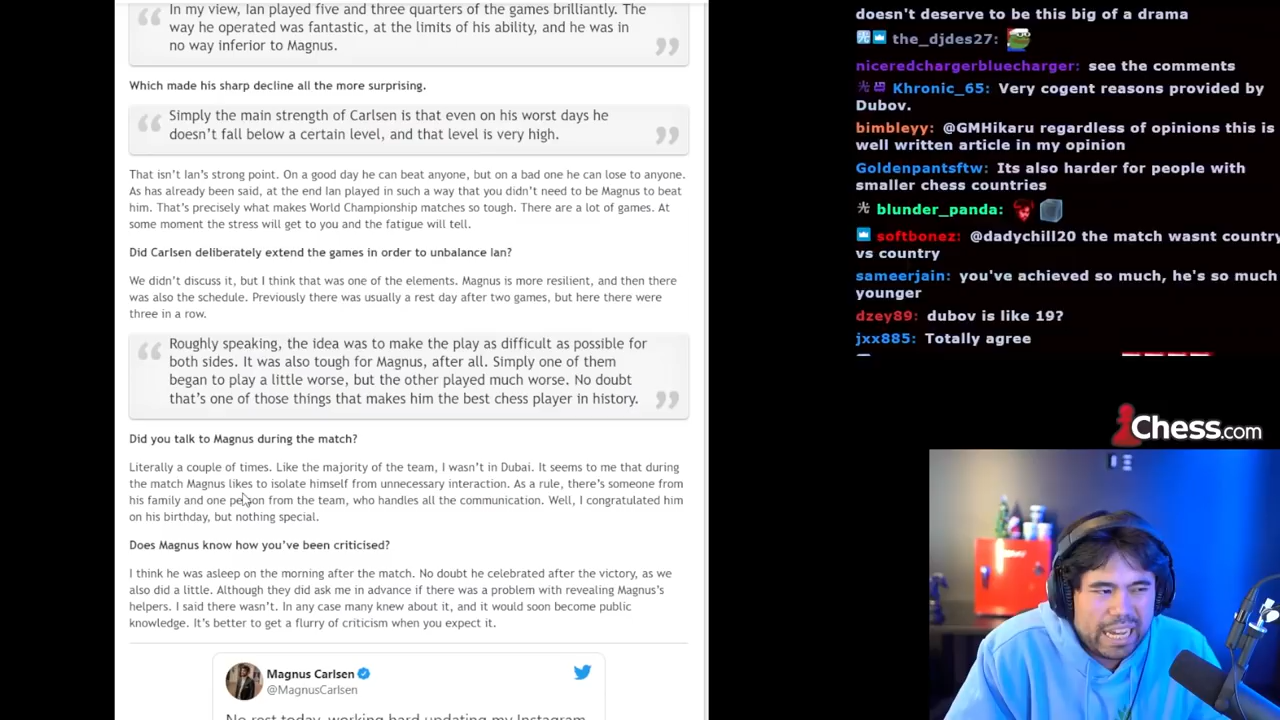 In my view, Ian played five and three quarters of the games brilliantly. The
way he operated was fantastic, at the limits of his ability, and he was in
no way inferior to Magnus.
Which made his sharp decline all the more surprising.
Simply the main strength of Carlsen is that even on his worst days he
doesn't fall below a certain level, and that level is very high.
That isn't Ian's strong point. On a good day he can beat anyone, but on a bad one he can lose to anyone.
As has already been said, at the end Ian played in such a way that you didn't need to be Magnus to beat
him. That's precisely what makes World Championship matches so tough. There are a lot of games. At
some moment the stress will get to you and the fatigue will tell.
Did Carlsen deliberately extend the games in order to unbalance Ian?
We didn't discuss it, but I think that was one of the elements. Magnus is more resilient, and then there
was also the schedule. Previously there was usually a rest day after two games, but here there were
three in a row.
Roughly speaking, the idea was to make the play as difficult as possible for
both sides. It was also tough for Magnus, after all. Simply one of them
began to play a little worse, but the other played much worse. No doubt
that's one of those things that makes him the best chess player in history.
Did you talk to Magnus during the match?
Literally a couple of times. Like the majority of the team, I wasn't in Dubai. It seems to me that during
the match Magnus likes to isolate himself from unnecessary interaction. As a rule, there's someone from
his family and one person from the team, who handles all the communication. Well, I congratulated him
on his birthday, but nothing special.
Does Magnus know how you've been criticised?
I think he was asleep on the morning after the match. No doubt he celebrated after the victory, as we
also did a little. Although they did ask me in advance if there was a problem with revealing Magnus's
helpers. I said there wasn't. In any case many knew about it, and it would soon become public
knowledge. It's better to get a flurry of criticism when you expect it.
Magnus Carlsen
@MagnusCarlsen
No rest today, working hard updating my Instagram
doesn't deserve to be this big of a drama
the_djdes27:
niceredchargerbluecharger: see the comments
Khronic_65: Very cogent reasons provided by
Dubov.
bimbleyy: @GMHikaru regardless of opinions this is
well written article in my opinion
Goldenpantsftw: Its also harder for people with
smaller chess countries
blunder_panda:
softbonez: @dadychill20 the match wasnt country
vs country
sameerjain: you've achieved so much, he's so much
younger
dzey89: dubov is like 19?
jxx885: Totally agree
Chess.com